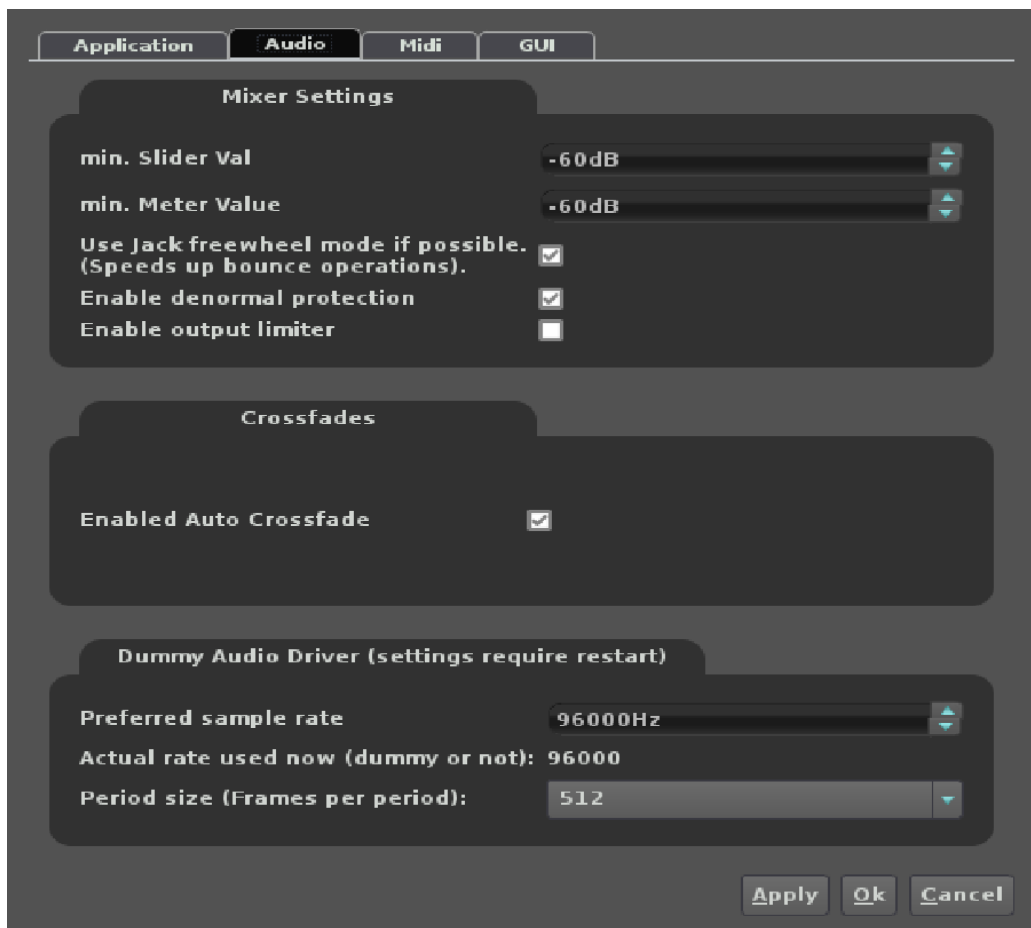 Application Audio Midi GUI
Mixer Settings
min. Slider Val -60dB
min. Meter Value -60dB
Use Jack freewheel mode if possible.
(Speeds up bounce operations).
Enable denormal protection
Enable output limiter
Crossfades
Enabled Auto Crossfade
Dummy Audio Driver (settings require restart)
Preferred sample rate 96000Hz
Actual rate used now (dummy or not): 96000
Period size (Frames per period): 512
Apply Ok Cancel